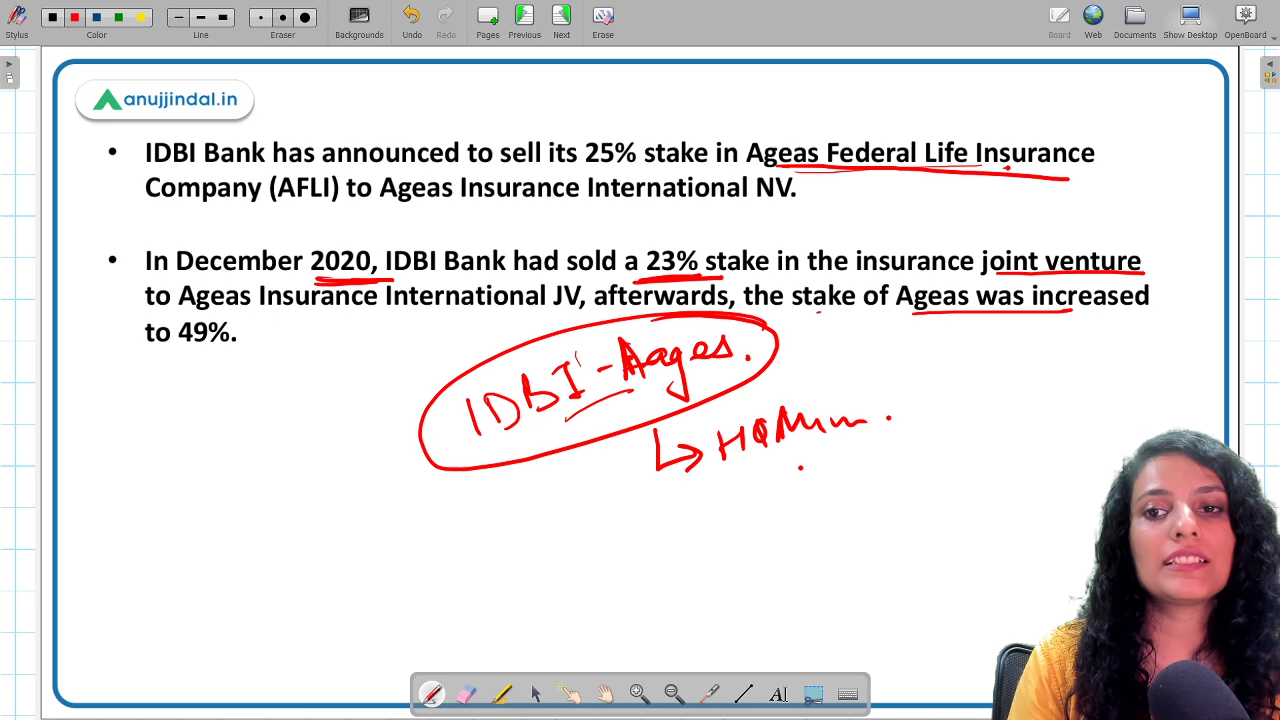 Stylus
Color
Line
Eraser
Backgrounds
Undo
Redo
Pages
Previous
Next
Erase
Board
Web
Documents
Show Desktop
OpenBoard
anujjindal.in
• IDBI Bank has announced to sell its 25% stake in Ageas Federal Life Insurance
Company (AFLI) to Ageas Insurance International NV.
• In December 2020, IDBI Bank had sold a 23% stake in the insurance joint venture
to Ageas Insurance International JV, afterwards, the stake of Ageas was increased
to 49%.
IDBI - Aages.
HQ
AI